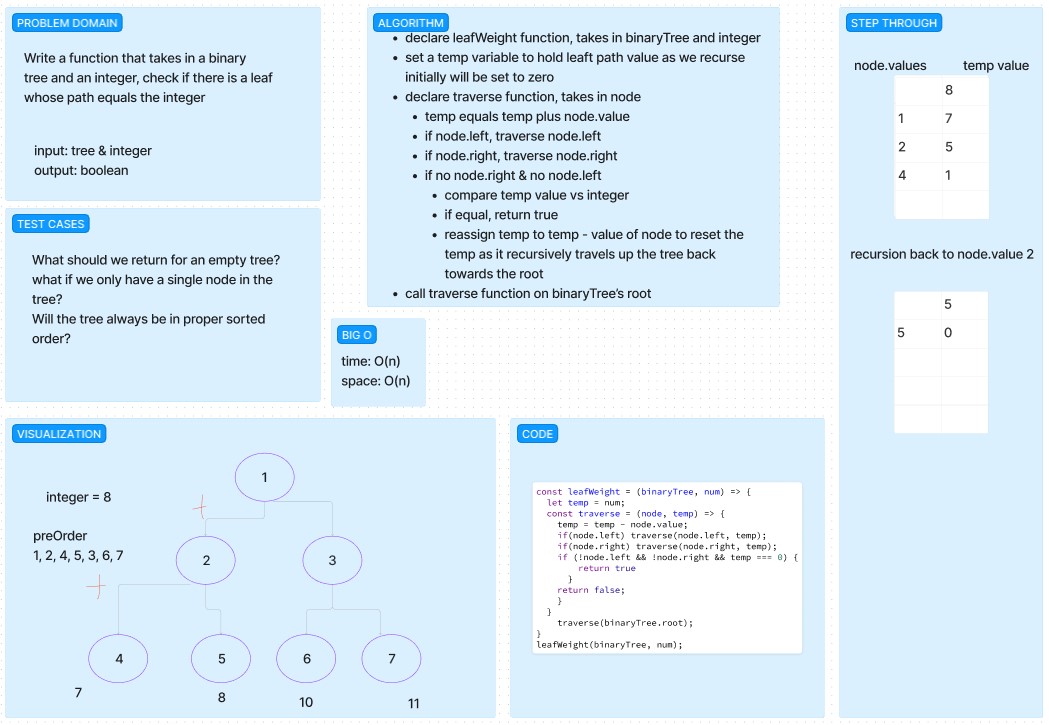 PROBLEM DOMAIN
Write a function that takes in a binary
tree and an integer, check if there is a leaf
whose path equals the integer
input: tree & integer
output: boolean
TEST CASES
What should we return for an empty tree?
what if we only have a single node in the
tree?
Will the tree always be in proper sorted
order?
ALGORITHM
• declare leafWeight function, takes in binaryTree and integer
• set a temp variable to hold leaft path value as we recurse
initially will be set to zero
• declare traverse function, takes in node
• temp equals temp plus node.value
• if node.left, traverse node.left
• if node.right, traverse node.right
• if no node.right & no node.left
• compare temp value vs integer
• if equal, return true
• reassign temp to temp - value of node to reset the
temp as it recursively travels up the tree back
towards the root
• call traverse function on binaryTree's root
BIG O
time: O(n)
space: O(n)
VISUALIZATION
integer = 8
preOrder
1, 2, 4, 5, 3, 6, 7
1
2 3
4 5 6 7
7 8 10 11
CODE
const leafWeight = (binaryTree, num) => {
let temp = num;
const traverse = (node, temp) => {
temp = temp - node.value;
if(node.left) traverse(node.left, temp);
if(node.right) traverse(node.right, temp);
if (!node.left && !node.right && temp === 0) {
return true
}
return false;
}
}
traverse(binaryTree.root);
}
leafWeight(binaryTree, num);
STEP THROUGH
node.values temp value
8
1 7
2 5
4 1
recursion back to node.value 2
5
5 0